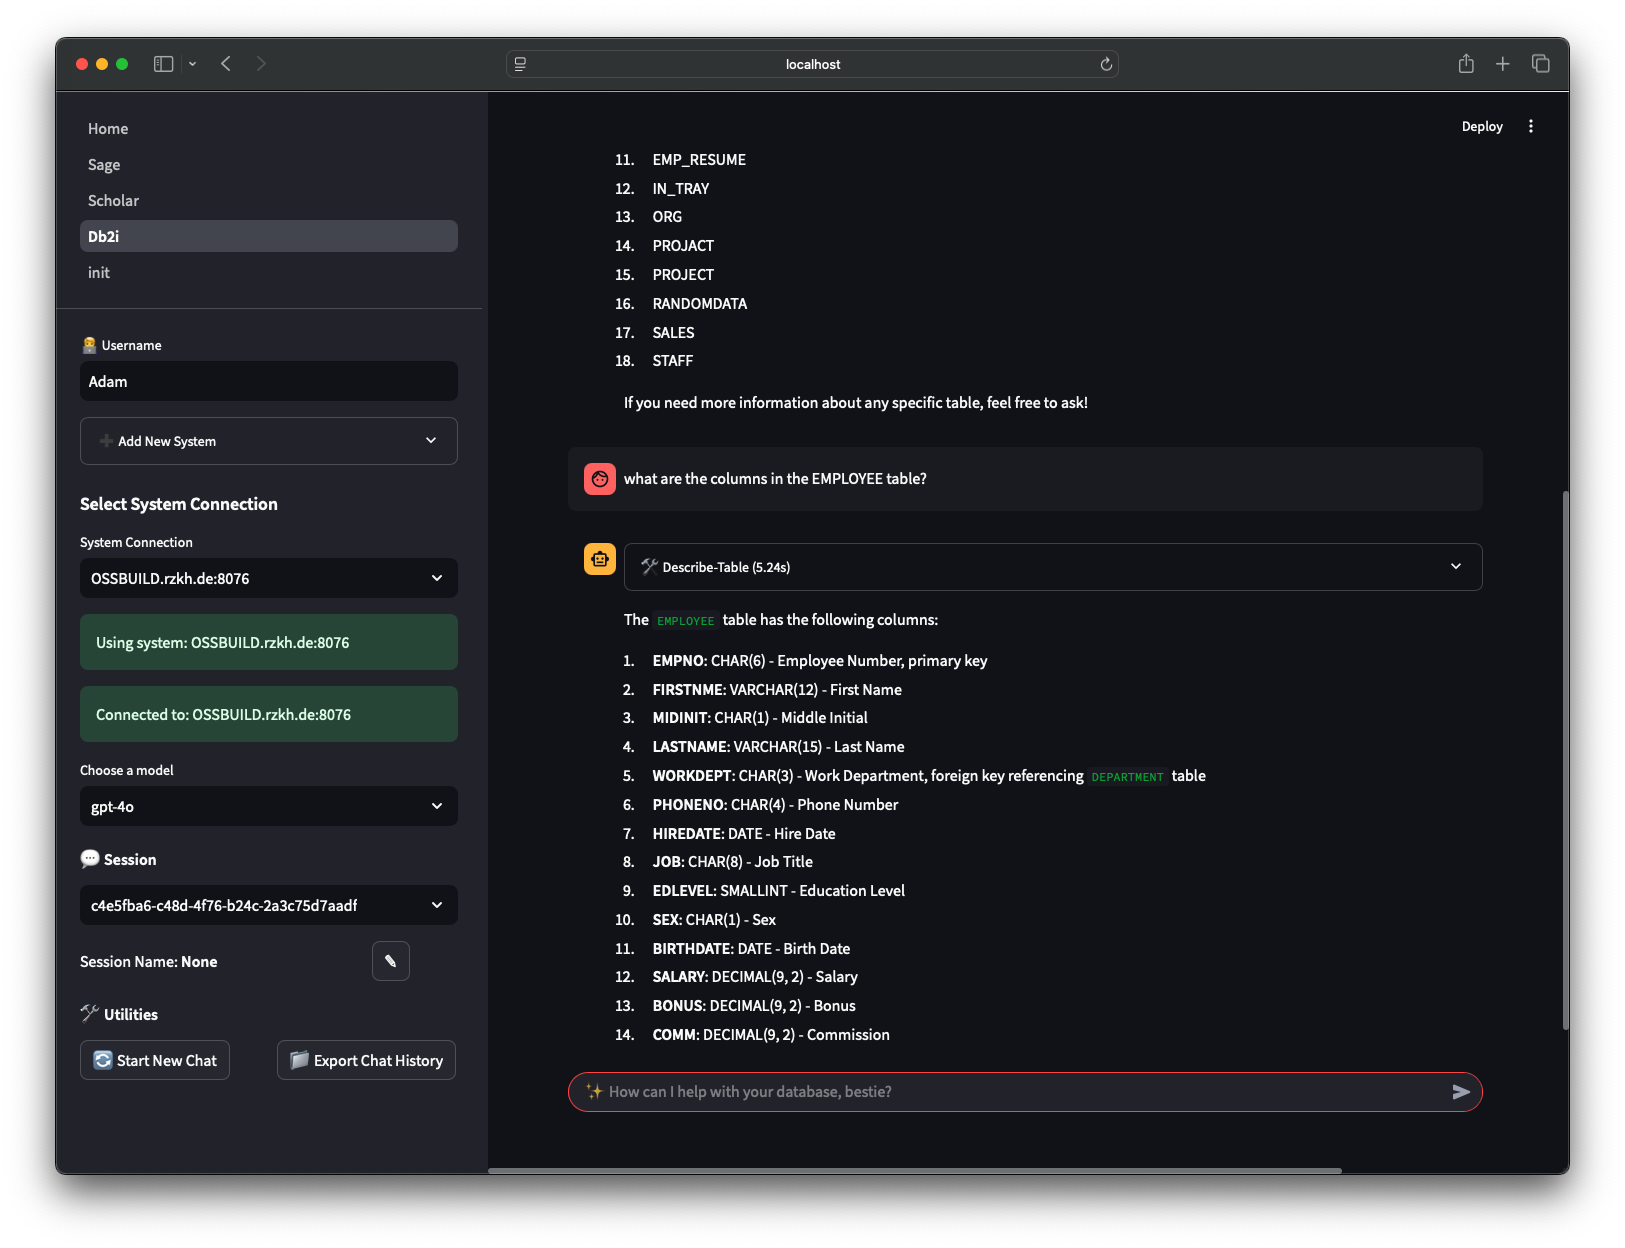 localhost
Home
Sage
Scholar
Db2i
init
Username
Adam
Add New System
Select System Connection
System Connection
OSSBUILD.rzkh.de:8076
Using system: OSSBUILD.rzkh.de:8076
Connected to: OSSBUILD.rzkh.de:8076
Choose a model
gpt-4o
Session
c4e5fba6-c48d-4f76-b24c-2a3c75d7aadf
Session Name: None
Utilities
Start New Chat
Export Chat History
Deploy
11. EMP_RESUME
12. IN_TRAY
13. ORG
14. PROJACT
15. PROJECT
16. RANDOMDATA
17. SALES
18. STAFF
If you need more information about any specific table, feel free to ask!
what are the columns in the EMPLOYEE table?
Describe-Table (5.24s)
The EMPLOYEE table has the following columns:
1. EMPNO: CHAR(6) - Employee Number, primary key
2. FIRSTNME: VARCHAR(12) - First Name
3. MIDINIT: CHAR(1) - Middle Initial
4. LASTNAME: VARCHAR(15) - Last Name
5. WORKDEPT: CHAR(3) - Work Department, foreign key referencing DEPARTMENT table
6. PHONENO: CHAR(4) - Phone Number
7. HIREDATE: DATE - Hire Date
8. JOB: CHAR(8) - Job Title
9. EDLEVEL: SMALLINT - Education Level
10. SEX: CHAR(1) - Sex
11. BIRTHDATE: DATE - Birth Date
12. SALARY: DECIMAL(9, 2) - Salary
13. BONUS: DECIMAL(9, 2) - Bonus
14. COMM: DECIMAL(9, 2) - Commission
How can I help with your database, bestie?